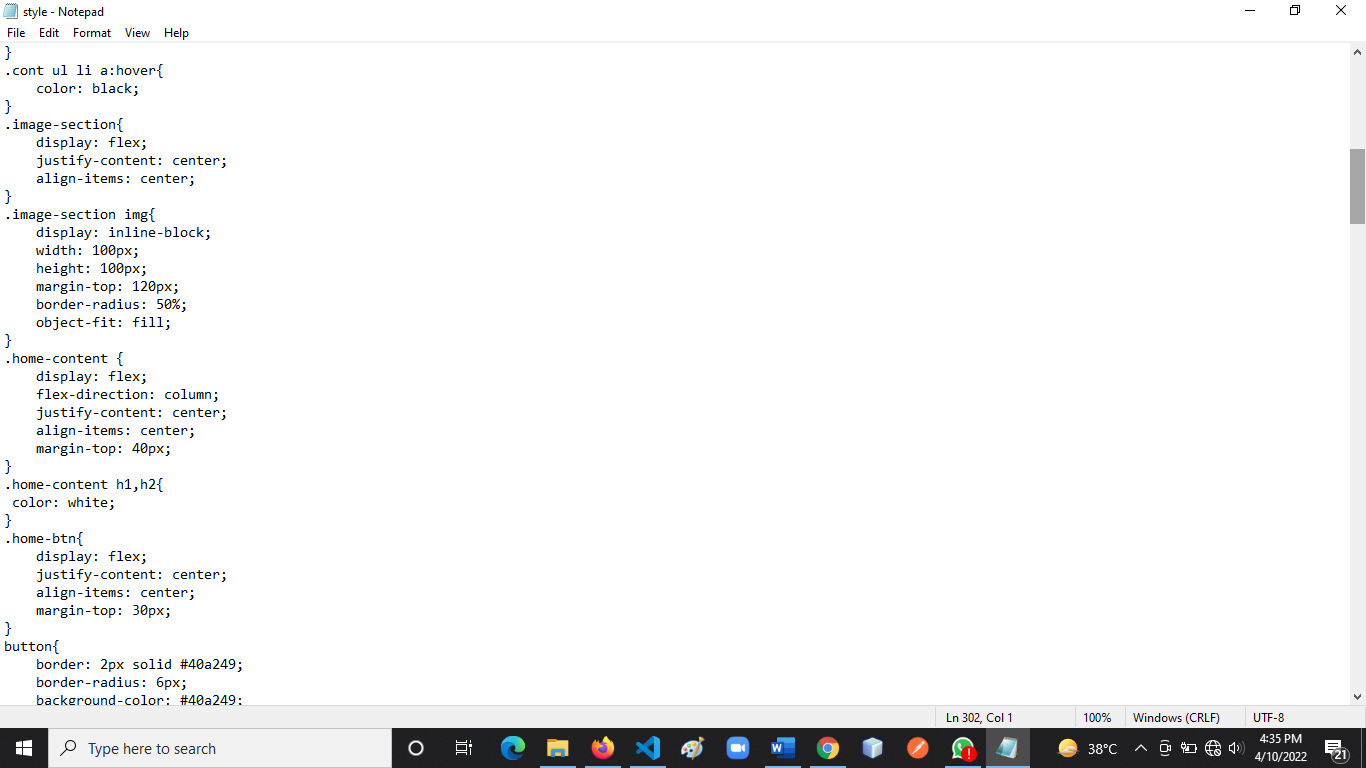 style - Notepad
File Edit Format View Help
}
.cont ul li a:hover{
    color: black;
}
.image-section{
    display: flex;
    justify-content: center;
    align-items: center;
}
.image-section img{
    display: inline-block;
    width: 100px;
    height: 100px;
    margin-top: 120px;
    border-radius: 50%;
    object-fit: fill;
}
.home-content {
    display: flex;
    flex-direction: column;
    justify-content: center;
    align-items: center;
    margin-top: 40px;
}
.home-content h1,h2{
 color: white;
}
.home-btn{
    display: flex;
    justify-content: center;
    align-items: center;
    margin-top: 30px;
}
button{
    border: 2px solid #40a249;
    border-radius: 6px;
    background-color: #40a249;
Ln 302, Col 1 100% Windows (CRLF) UTF-8
Type here to search 38°C 4:35 PM
4/10/2022 21